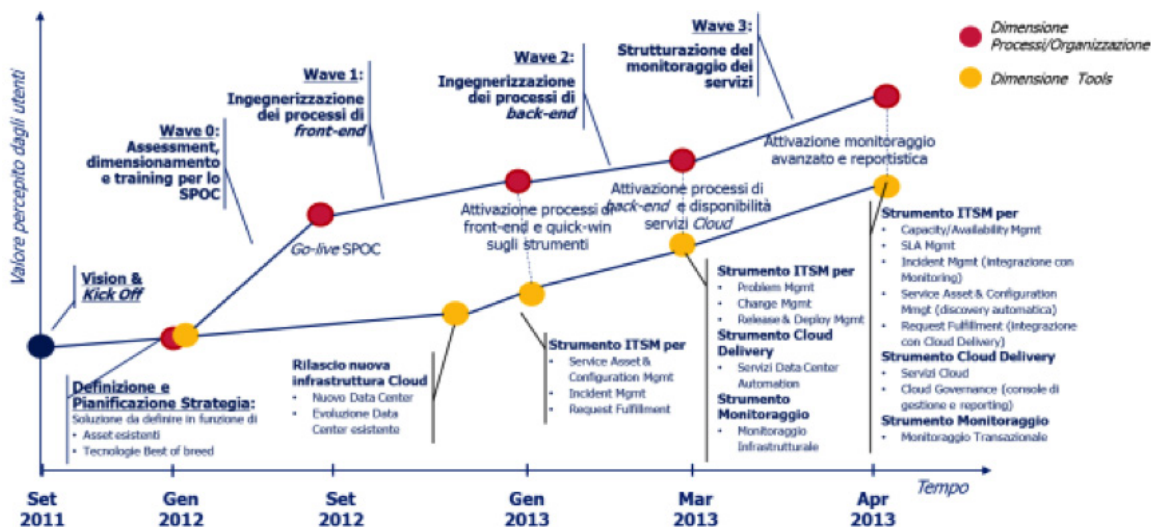 Valore percepito dagli utenti
Vision &
Kick Off
Wave 0:
Assessment,
dimensionamento
e training per lo
SPOC
Wave 1:
Ingegnerizzazione
dei processi di
front-end
Wave 2:
Ingegnerizzazione
dei processi di
back-end
Wave 3:
Strutturazione del
monitoraggio dei
servizi
Dimensione
Processi/Organizzazione
Dimensione Tools
Go-live SPOC
Attivazione processi di
front-end e quick-win
sugli strumenti
Attivazione processi di
back-end e disponibilità
servizi Cloud
Attivazione monitoraggio
avanzato e reportistica
Definizione e
Pianificazione Strategia:
Soluzione da definire in funzione di
• Asset esistenti
• Tecnologie Best of breed
Rilascio nuova
infrastruttura Cloud
• Nuovo Data Center
• Evoluzione Data
Center esistente
Strumento ITSM per
• Service Asset &
Configuration Mgmt
• Incident Mgmt
• Request Fulfillment
Strumento ITSM per
• Problem Mgmt
• Change Mgmt
• Release & Deploy Mgmt
Strumento Cloud
Delivery
• Servizi Data Center
Automation
Strumento
Monitoraggio
• Monitoraggio
Infrastrutturale
Strumento ITSM per
• Capacity/Availability Mgmt
• SLA Mgmt
• Incident Mgmt (integrazione con
Monitoring)
• Service Asset & Configuration
Mmgt (discovery automatica)
• Request Fulfillment (integrazione
con Cloud Delivery)
Strumento Cloud Delivery
• Servizi Cloud
• Cloud Governance (console di
gestione e reporting)
Strumento Monitoraggio
• Monitoraggio Transazionale
Tempo
Set
2011
Gen
2012
Set
2012
Gen
2013
Mar
2013
Apr
2013